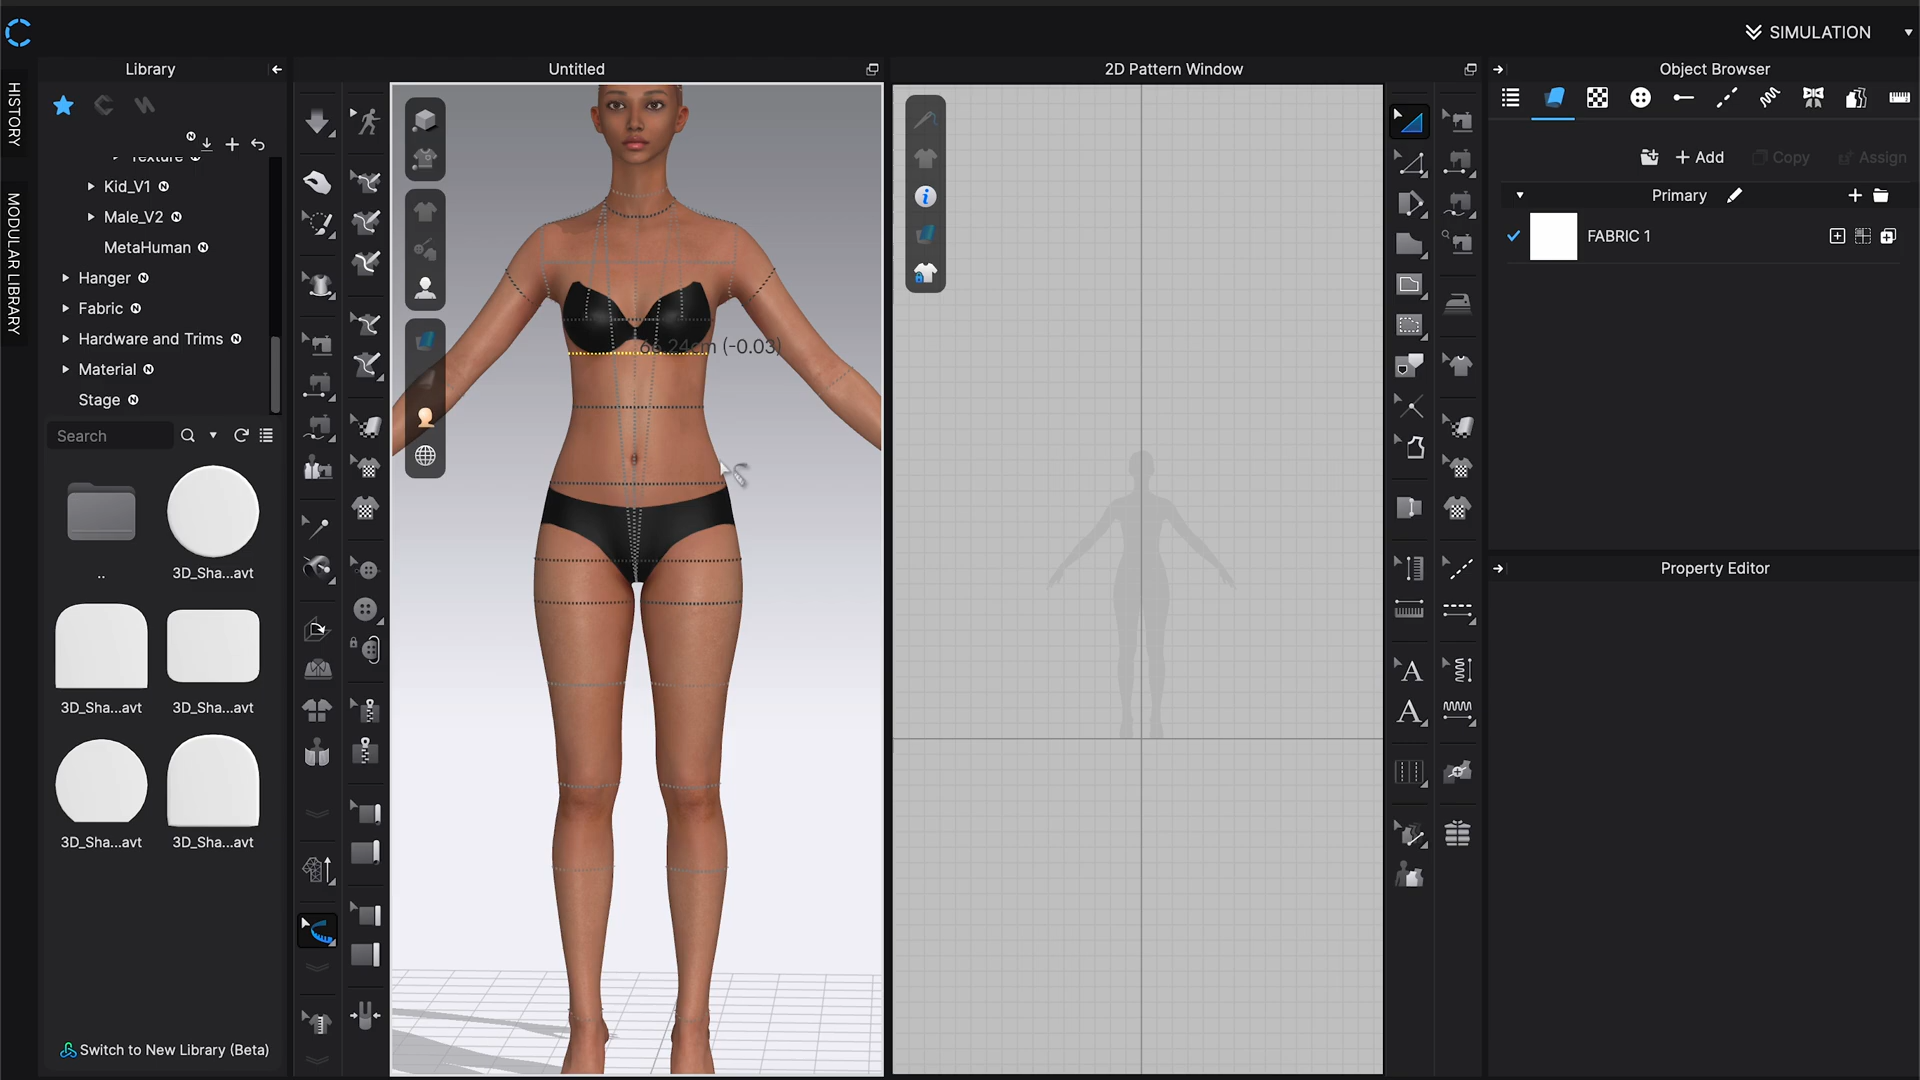 SIMULATION
Library
Untitled
2D Pattern Window
Object Browser
HISTORY
MODULAR LIBRARY
Texture
Kid_V1
Male_V2
MetaHuman
Hanger
Fabric
Hardware and Trims
Material
Stage
Search
..
3D_Sha...avt
3D_Sha...avt
3D_Sha...avt
3D_Sha...avt
3D_Sha...avt
Switch to New Library (Beta)
(-0.03)
Add
Copy
Assign
Primary
FABRIC 1
Property Editor
A
A